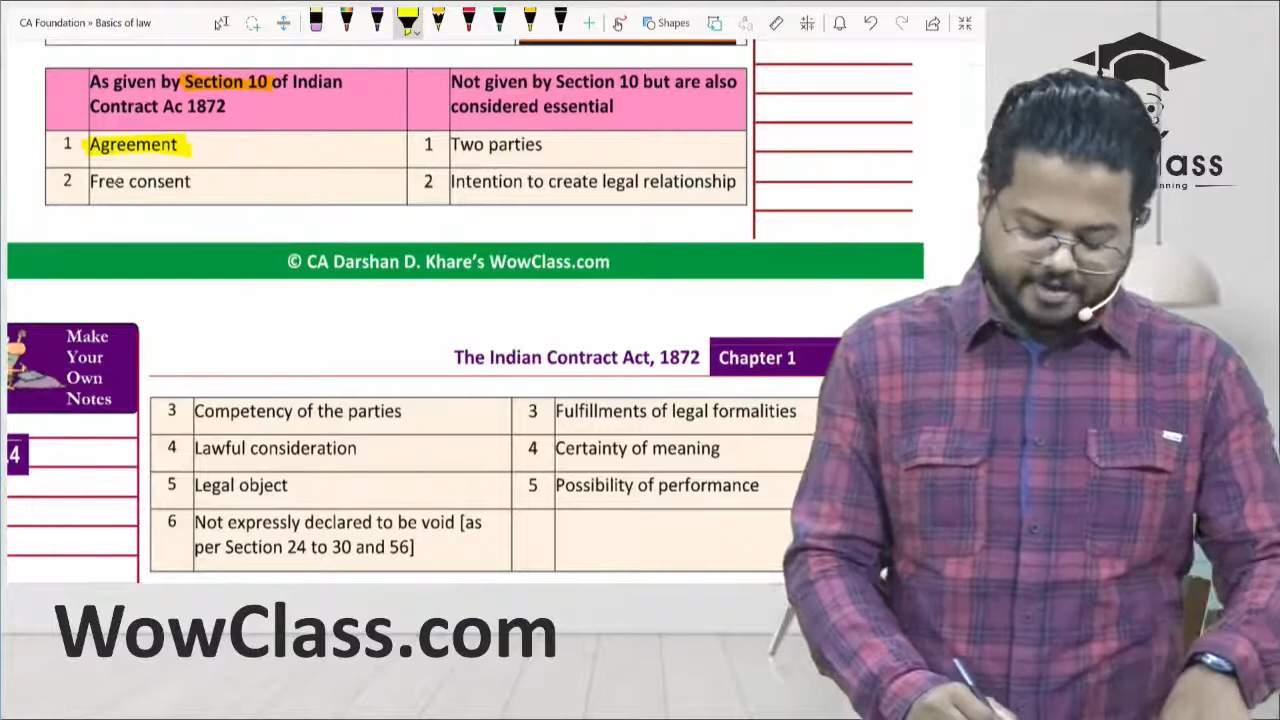 CA Foundation » Basics of law
Shapes
As given by Section 10 of Indian
Contract Ac 1872
Not given by Section 10 but are also
considered essential
1 Agreement
1 Two parties
2 Free consent
2 Intention to create legal relationship
© CA Darshan D. Khare's WowClass.com
Make
Your
Own
Notes
The Indian Contract Act, 1872 Chapter 1
3 Competency of the parties
3 Fulfillments of legal formalities
4 Lawful consideration
4 Certainty of meaning
5 Legal object
5 Possibility of performance
6 Not expressly declared to be void [as
per Section 24 to 30 and 56]
.4
WowClass.com
lass
nning